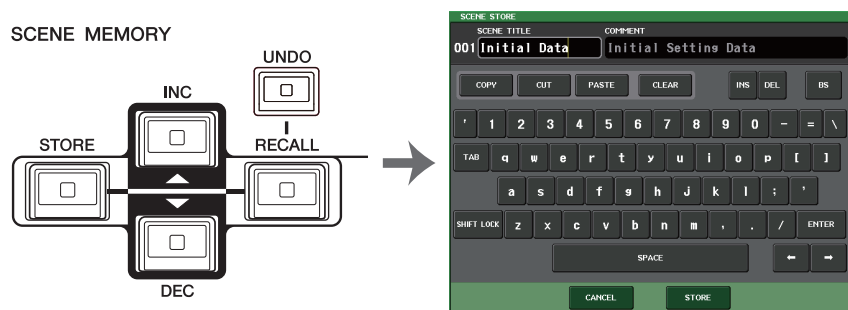 SCENE MEMORY
UNDO
INC
STORE
RECALL
DEC
SCENE STORE
SCENE TITLE COMMENT
001 Initial Data Initial Setting Data
COPY CUT PASTE CLEAR INS DEL BS
' 1 2 3 4 5 6 7 8 9 0 - = \
TAB q w e r t y u i o p [ ]
a s d f g h j k l ; '
SHIFT LOCK z x c v b n m , . / ENTER
SPACE ← →
CANCEL STORE